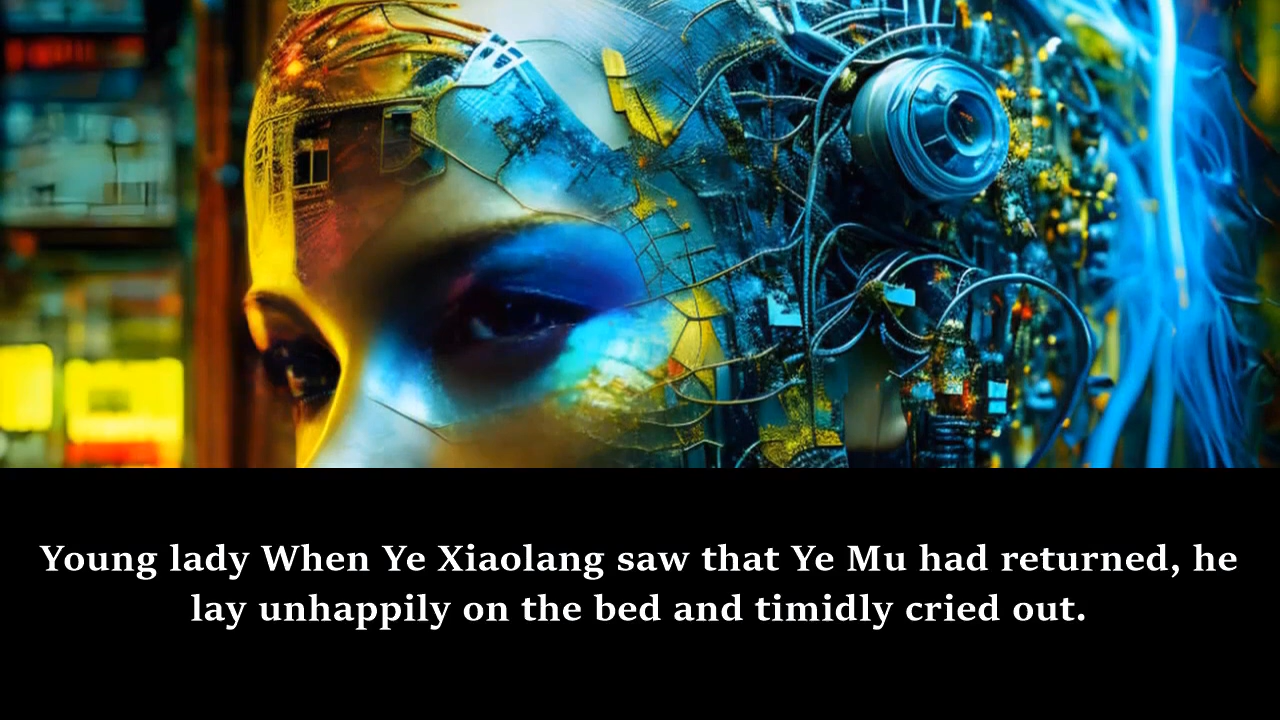 Young lady When Ye Xiaolang saw that Ye Mu had returned, he
lay unhappily on the bed and timidly cried out.